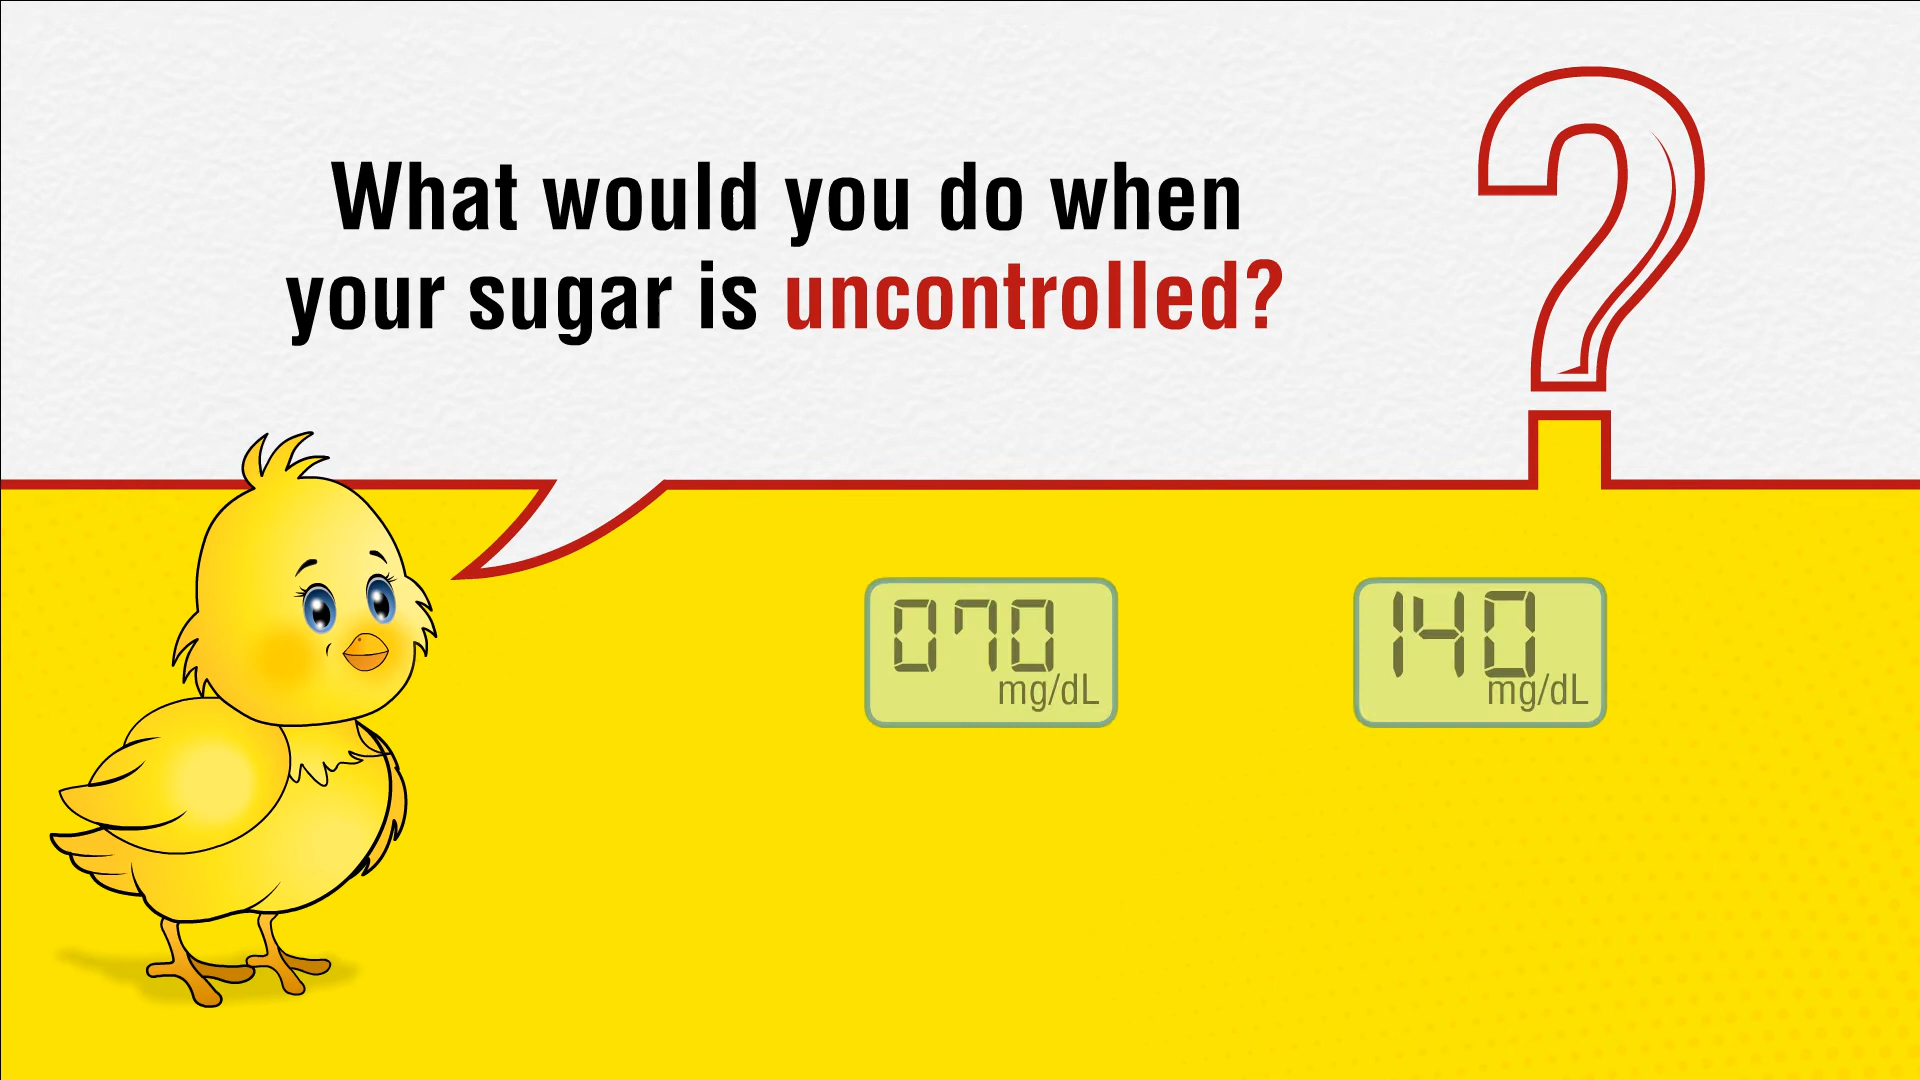 What would you do when
your sugar is uncontrolled?
?
070
mg/dL
140
mg/dL